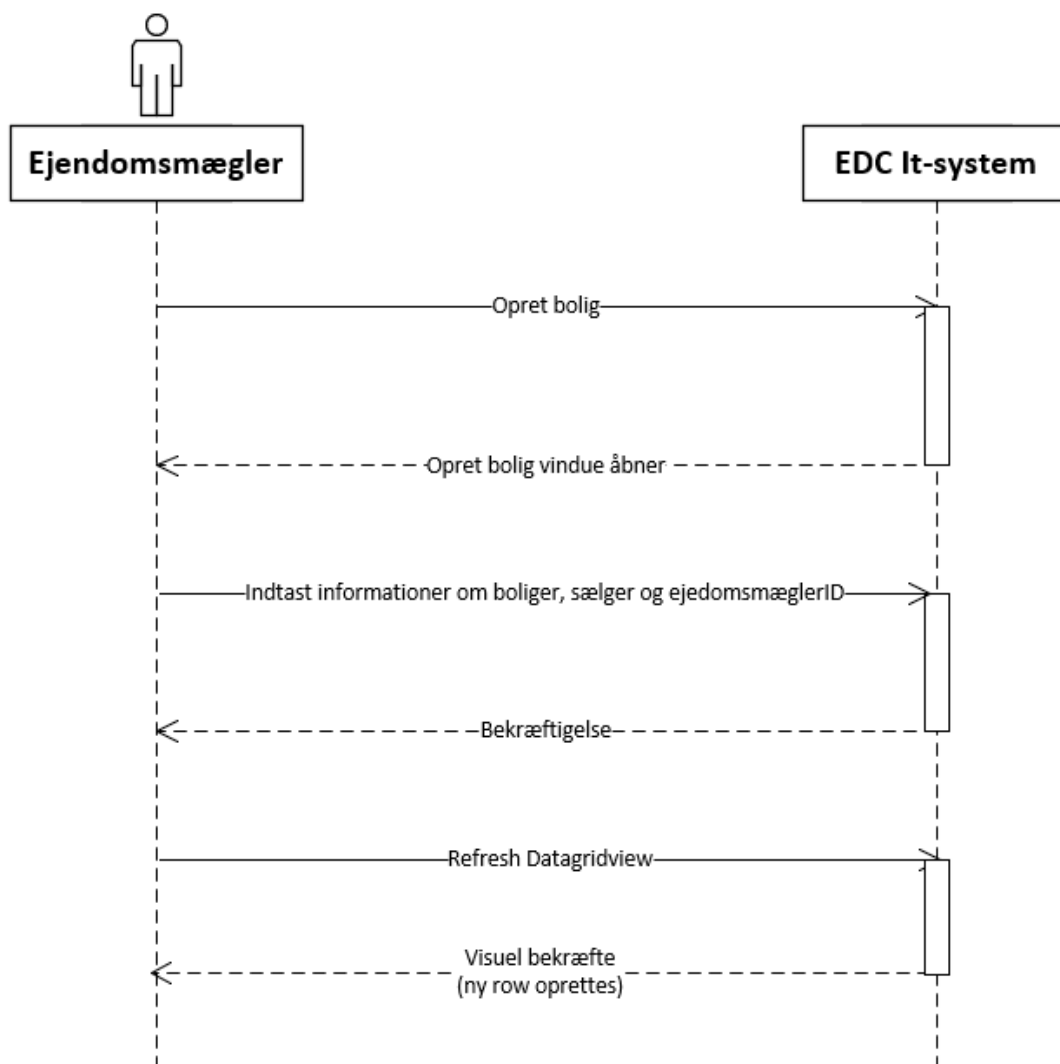 Ejendomsmægler
EDC It-system
Opret bolig
Opret bolig vindue åbner
Indtast informationer om boliger, sælger og ejedomsmæglerID
Bekræftigelse
Refresh Datagridview
Visuel bekræfte
(ny row oprettes)